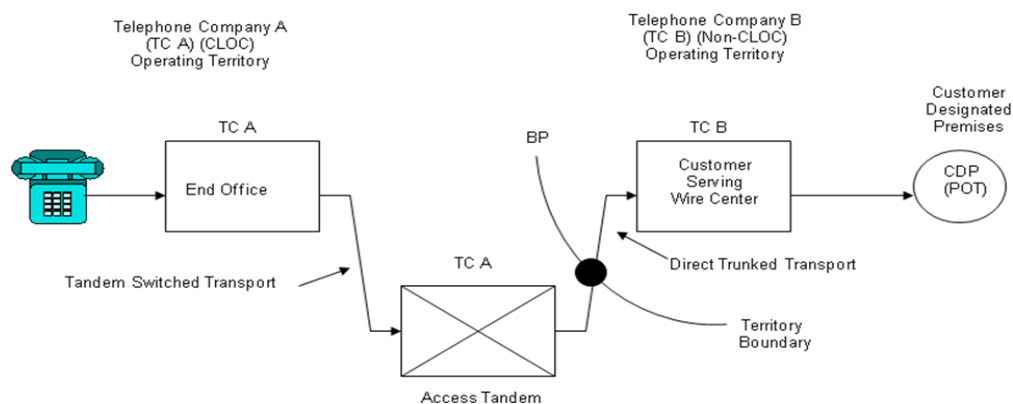 Telephone Company A
(TC A) (CLOC)
Operating Territory
Telephone Company B
(TC B) (Non-CLOC)
Operating Territory
Customer
Designated
Premises
TC A
BP
TC B
End Office
Customer
Serving
Wire Center
CDP
(POT)
Tandem Switched Transport
TC A
Direct Trunked Transport
Territory
Boundary
Access Tandem